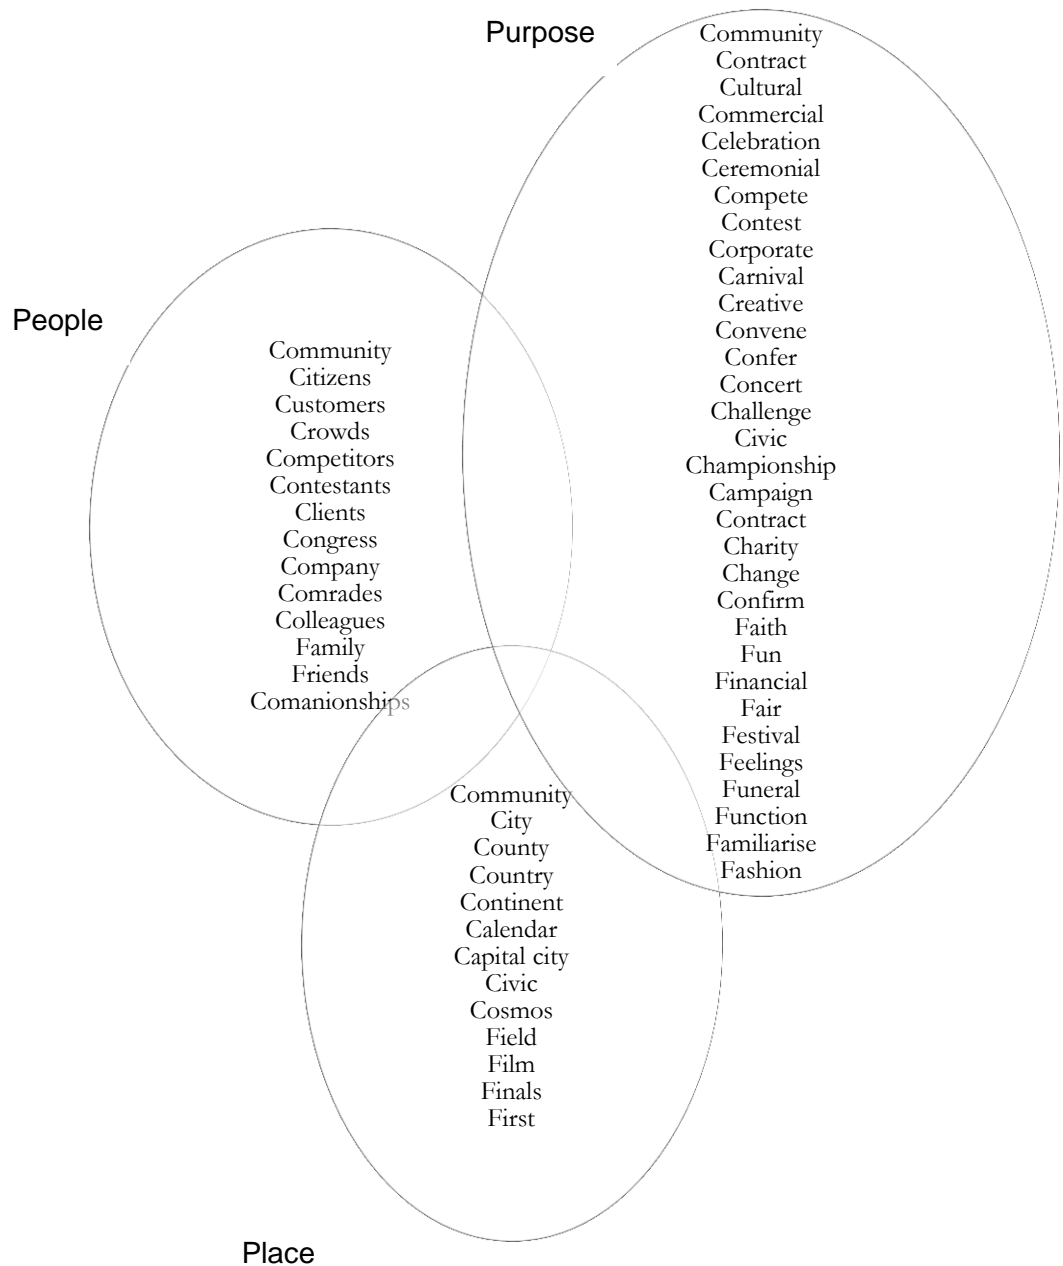 Purpose
Community
Contract
Cultural
Commercial
Celebration
Ceremonial
Compete
Contest
Corporate
Carnival
Creative
Convene
Confer
Concert
Challenge
Civic
Championship
Campaign
Contract
Charity
Change
Confirm
Faith
Fun
Financial
Fair
Festival
Feelings
Funeral
Function
Familiarise
Fashion
People
Community
Citizens
Customers
Crowds
Competitors
Contestants
Clients
Congress
Company
Comrades
Colleagues
Family
Friends
Comanionships
Community
City
County
Country
Continent
Calendar
Capital city
Civic
Cosmos
Field
Film
Finals
First
Place